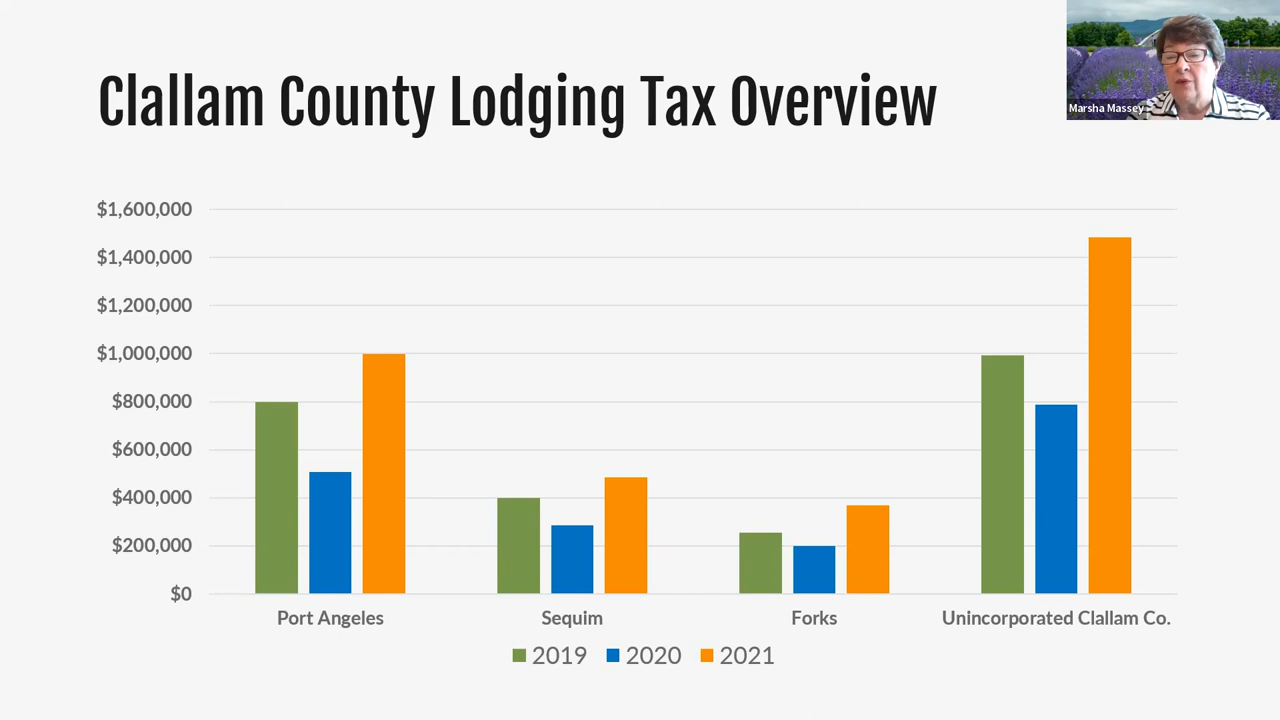 Clallam County Lodging Tax Overview
Marsha Massey
$1,600,000
$1,400,000
$1,200,000
$1,000,000
$800,000
$600,000
$400,000
$200,000
$0
Port Angeles
Sequim
Forks
Unincorporated Clallam Co.
2019
2020
2021